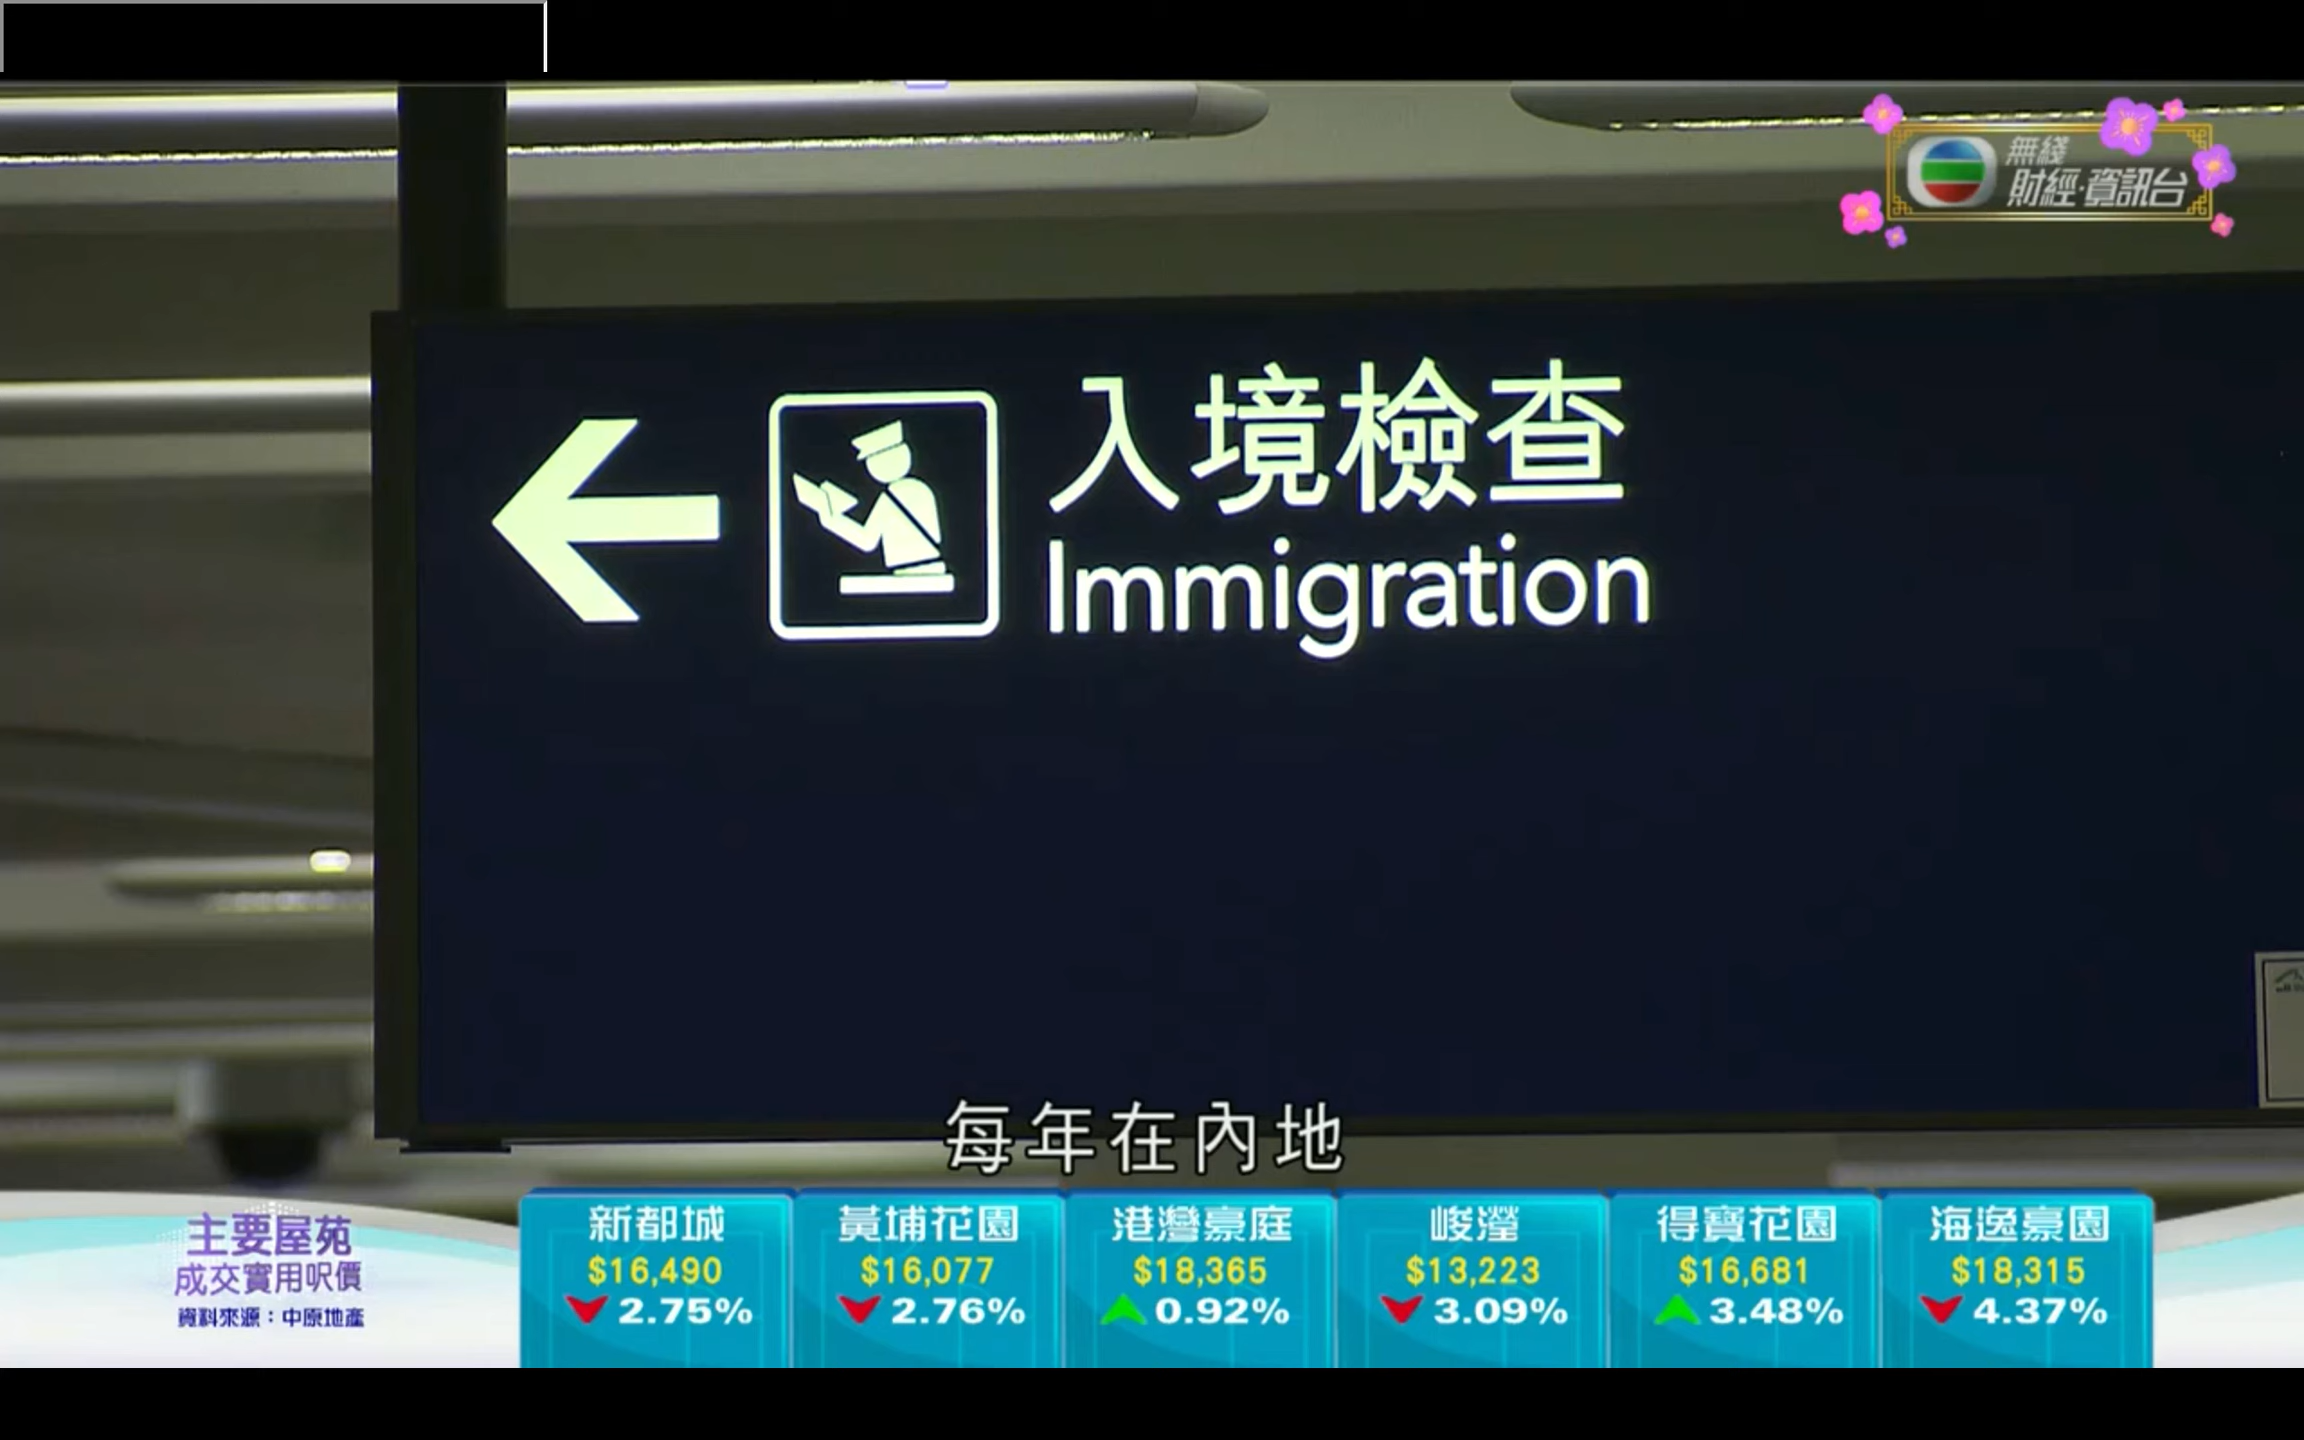 無綫
財經·資訊台
入境檢查
Immigration
每年在內地
主要屋苑
成交實用呎價
資料來源：中原地產
新都城
$16,490
2.75%
黃埔花園
$16,077
2.76%
港灣豪庭
$18,365
0.92%
峻瀅
$13,223
3.09%
得寶花園
$16,681
3.48%
海逸豪園
$18,315
4.37%